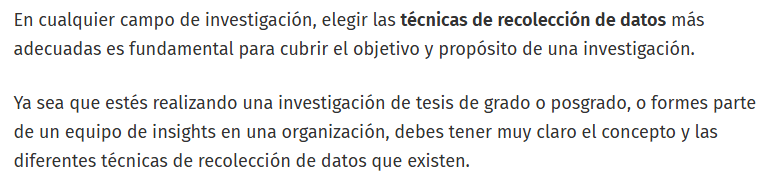 En cualquier campo de investigación, elegir las técnicas de recolección de datos más
adecuadas es fundamental para cubrir el objetivo y propósito de una investigación.
Ya sea que estés realizando una investigación de tesis de grado o posgrado, o formes parte
de un equipo de insights en una organización, debes tener muy claro el concepto y las
diferentes técnicas de recolección de datos que existen.